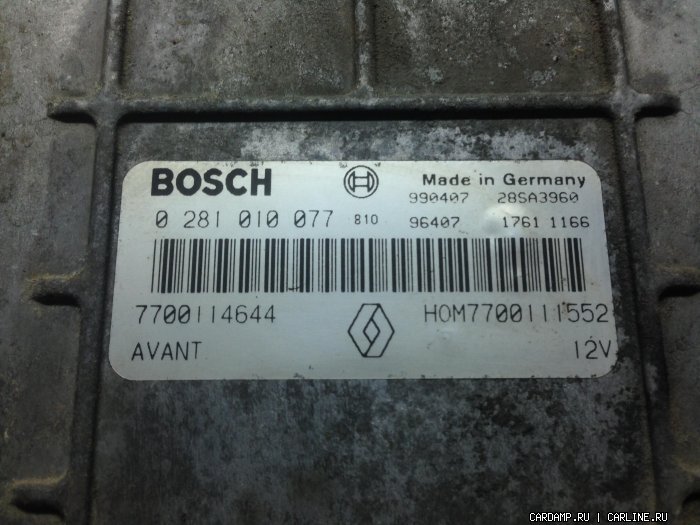 BOSCH
Made in Germany
990407 28SA3960
0 281 010 077 810
96407 1761 1166
7700114644
HOM7700111552
AVANT
12V
CARDAMP.RU | CARLINE.RU